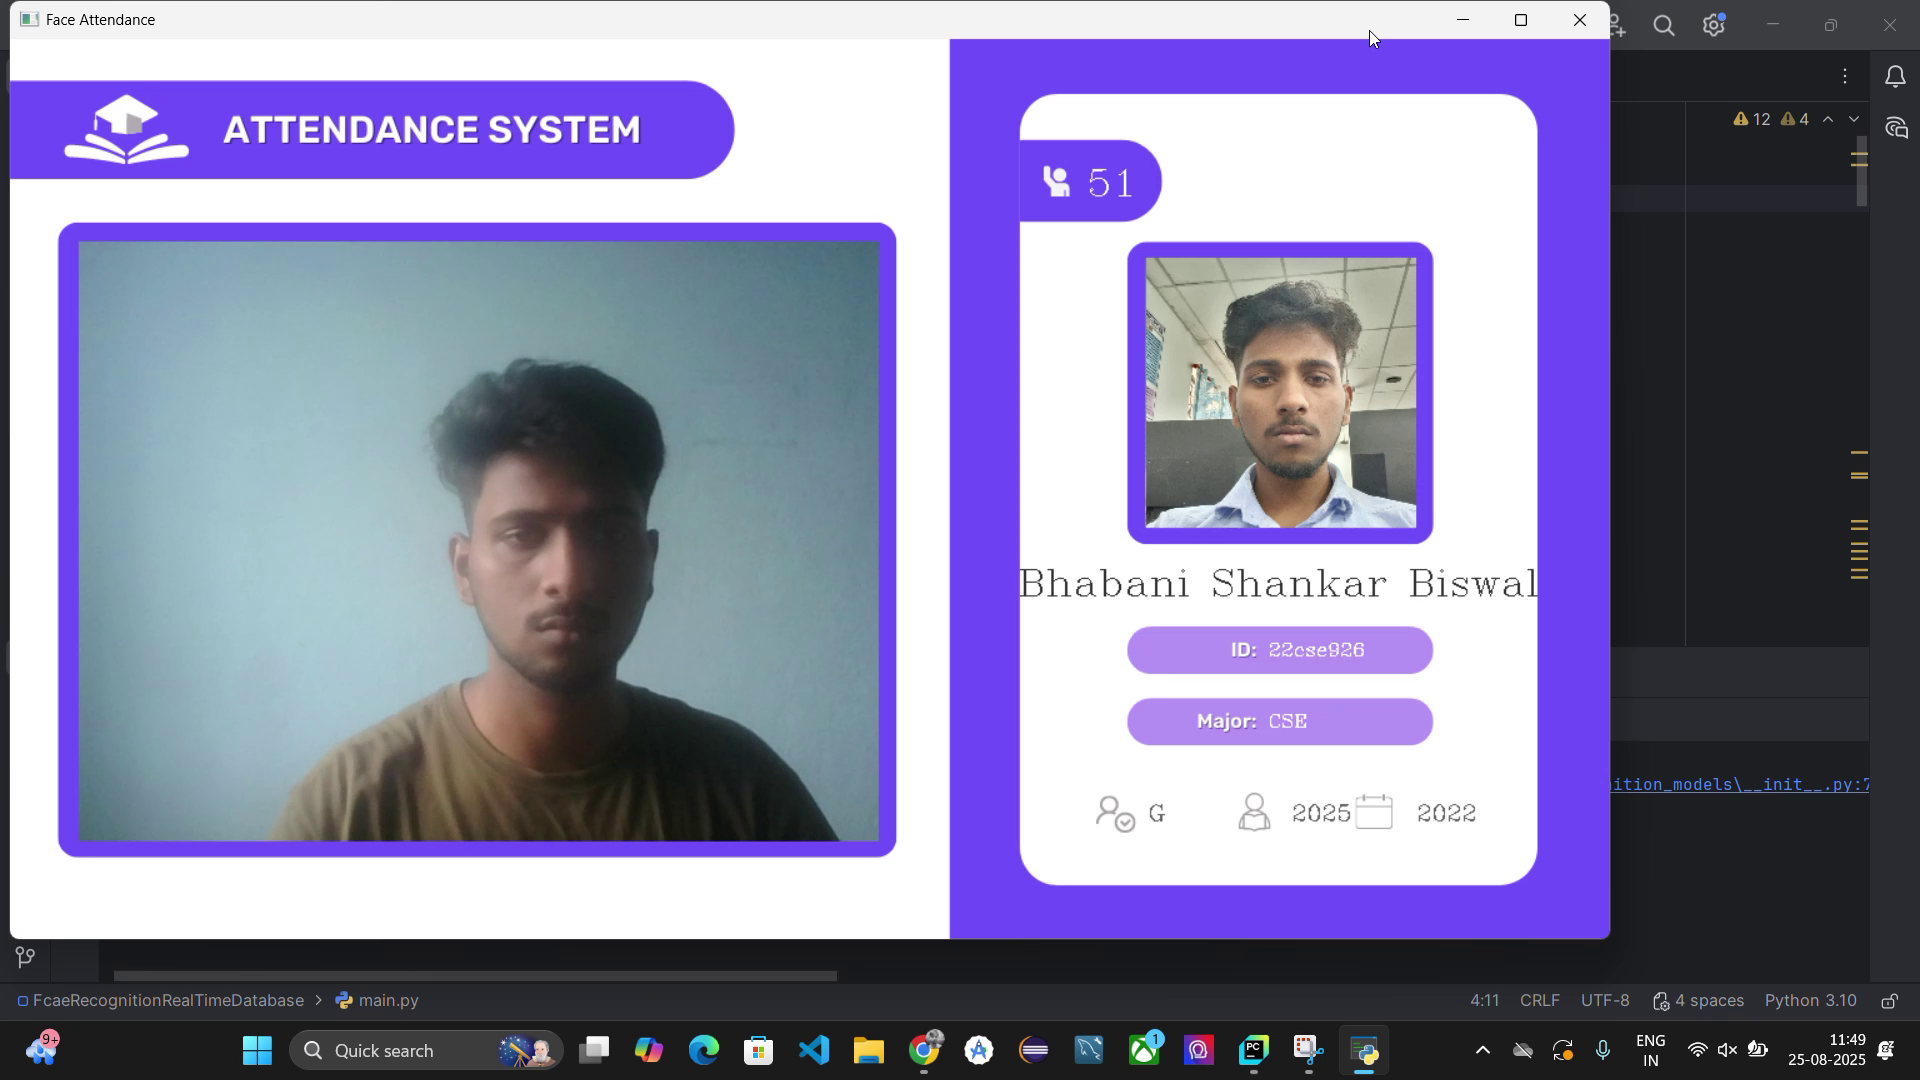 Face Attendance
ATTENDANCE SYSTEM
51
Bhabani Shankar Biswal
ID: 22cse926
Major: CSE
G 2025 2022
12 4
ition_models\__init__.py:7
FcaeRecognitionRealTimeDatabase > main.py
4:11 CRLF UTF-8 4 spaces Python 3.10
9+
Quick search
1
PC
ENG
IN
11:49
25-08-2025